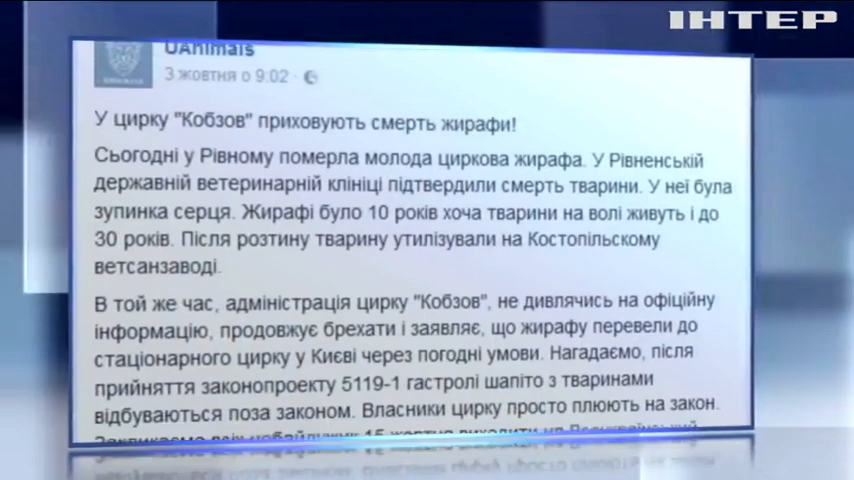 ІНТЕР
UAnimals
3 жовтня о 9:02
У цирку "Кобзов" приховують смерть жирафи!
Сьогодні у Рівному померла молода циркова жирафа. У Рівненській
державній ветеринарній клініці підтвердили смерть тварини. У неї була
зупинка серця. Жирафі було 10 років хоча тварини на волі живуть і до
30 років. Після розтину тварину утилізували на Костопільскому
ветсанзаводі.
В той же час, адміністрація цирку "Кобзов", не дивлячись на офіційну
інформацію, продовжує брехати і заявляє, що жирафу перевели до
стаціонарного цирку у Києві через погодні умови. Нагадаємо, після
прийняття законопроекту 5119-1 гастролі шапіто з тваринами
відбуваються поза законом. Власники цирку просто плюють на закон.